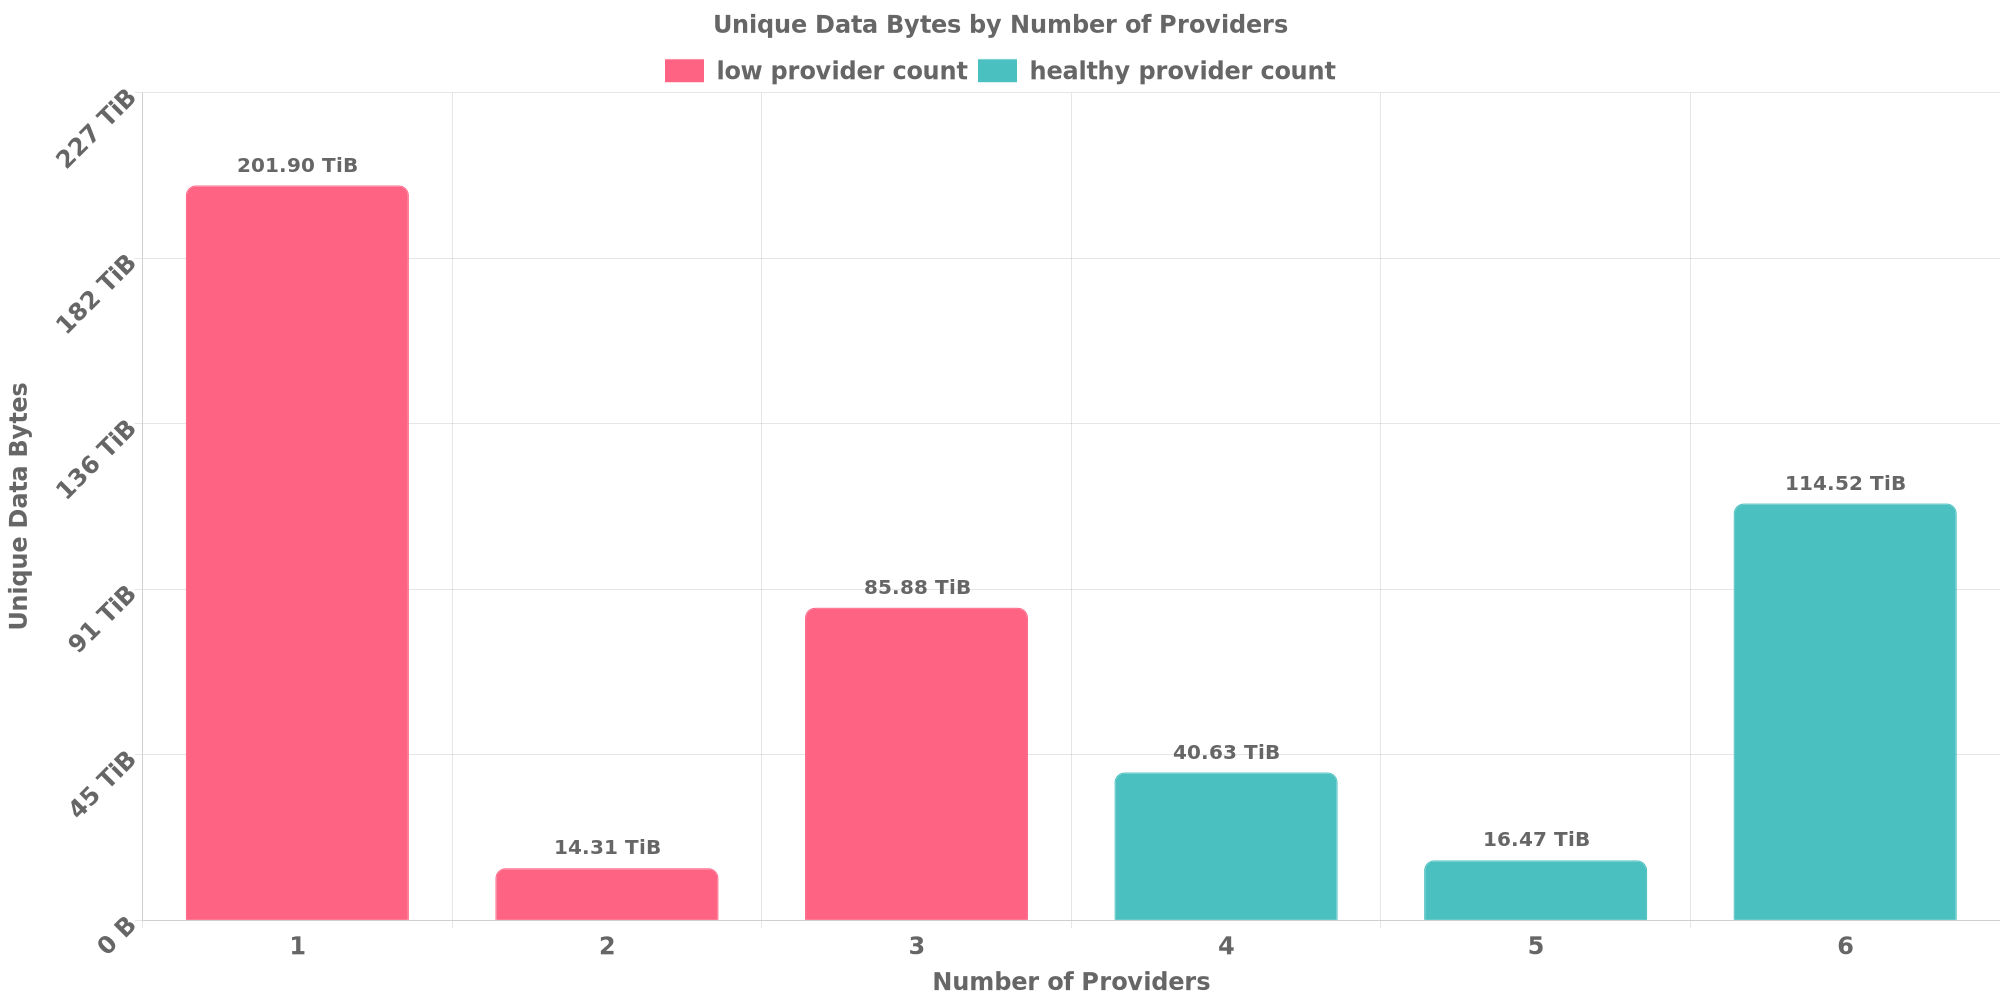 Unique Data Bytes by Number of Providers
low provider count healthy provider count
227 TiB
182 TiB
136 TiB
91 TiB
45 TiB
0 B
Unique Data Bytes
201.90 TiB
14.31 TiB
85.88 TiB
40.63 TiB
16.47 TiB
114.52 TiB
1 2 3 4 5 6
Number of Providers